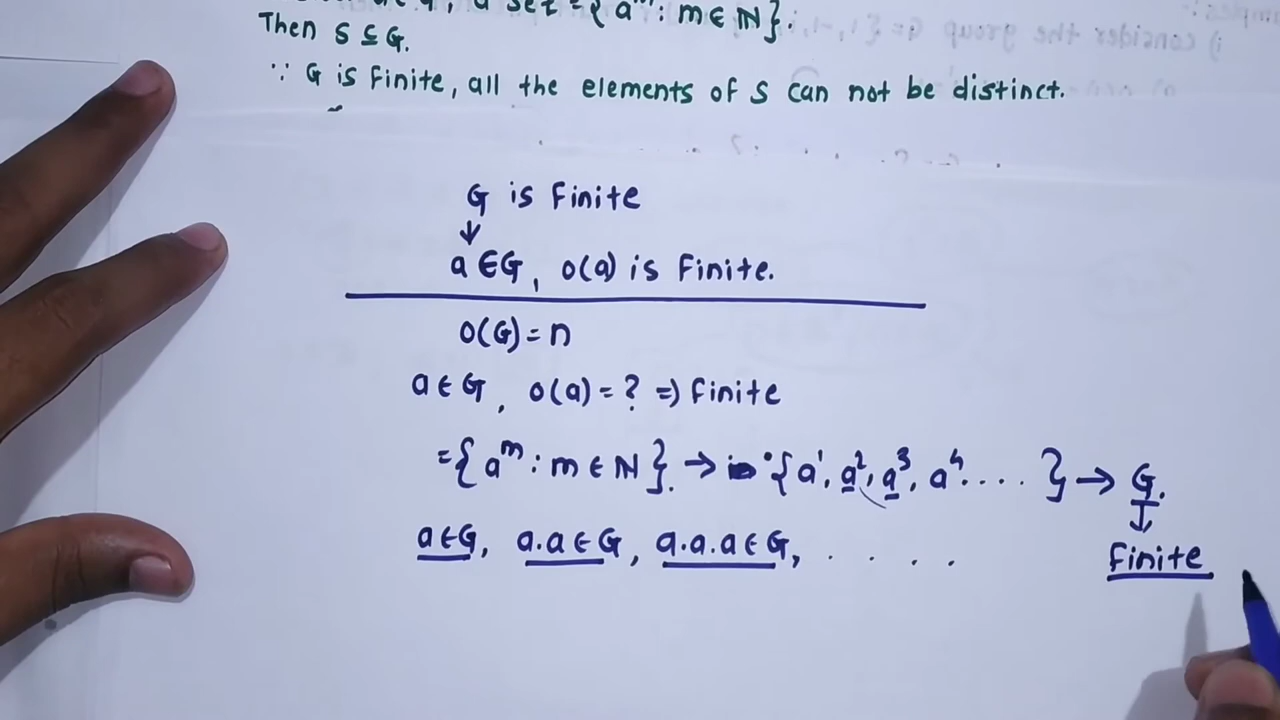 a set = { a^m : m ∈ ℕ }.
Then S ⊆ G.
∵ G is Finite, all the elements of S can not be distinct.
G is Finite
↓
a ∈ G, o(a) is Finite.
o(G) = n
a ∈ G, o(a) = ? ⇒ Finite
= { a^m : m ∈ ℕ }. → { a¹, a², a³, a⁴ .... } → G.
↓
a ∈ G, a.a ∈ G, a.a.a ∈ G, . . . .
Finite